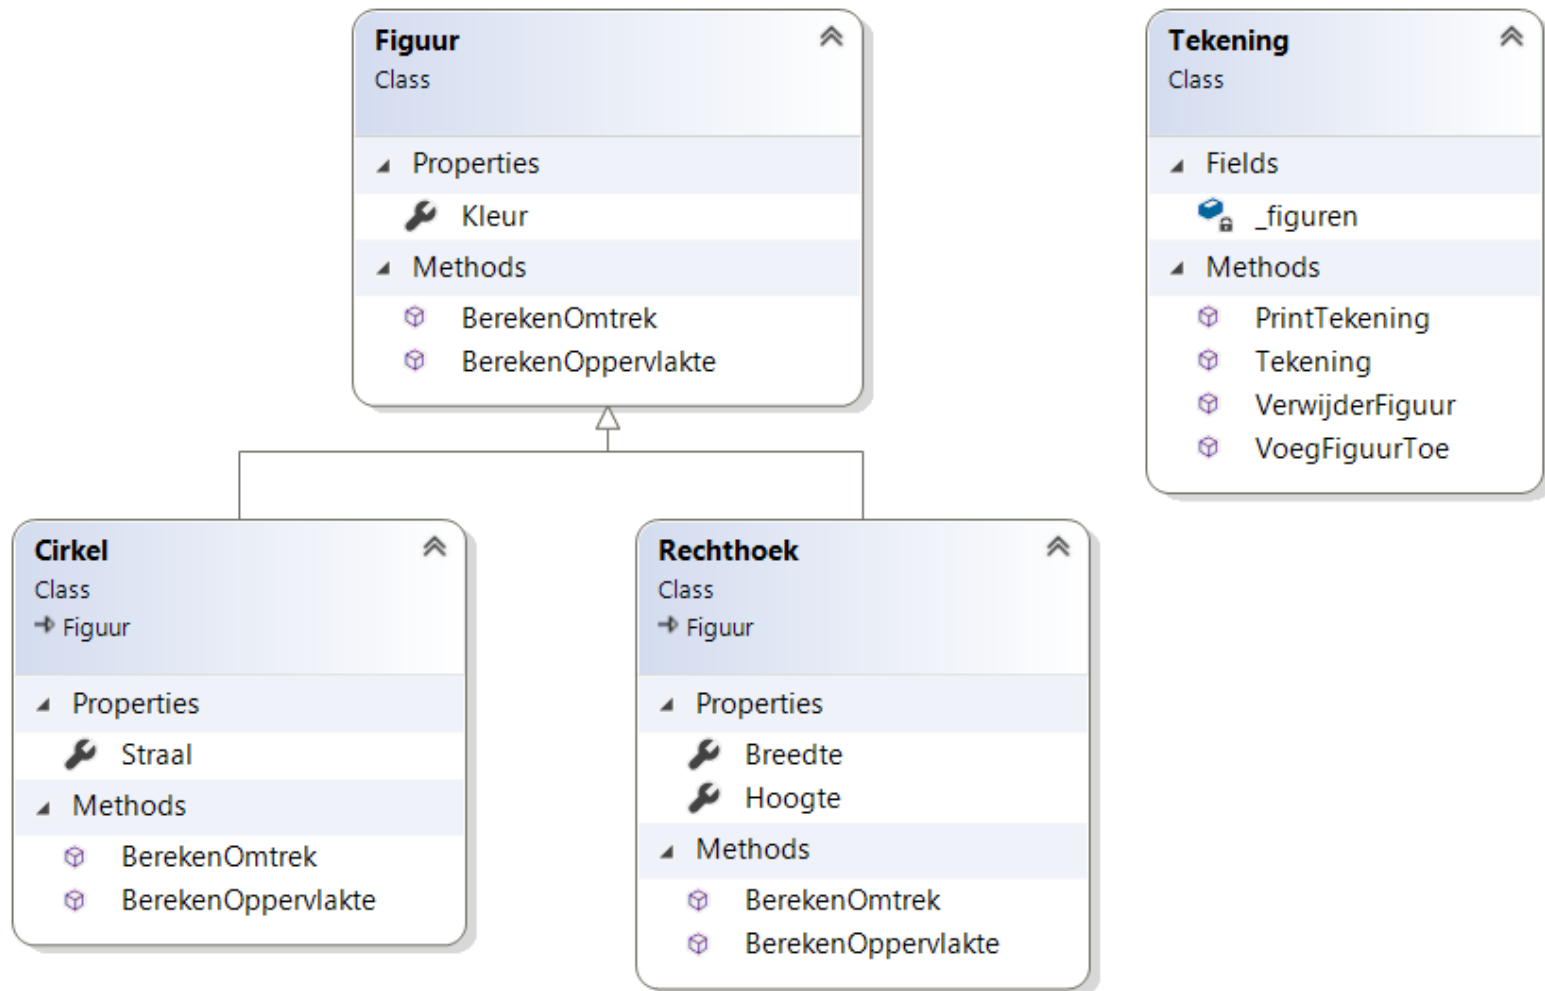 Figuur
Class
Properties
Kleur
Methods
BerekenOmtrek
BerekenOppervlakte
Tekening
Class
Fields
_figuren
Methods
PrintTekening
Tekening
VerwijderFiguur
VoegFiguurToe
Cirkel
Class
Figuur
Properties
Straal
Methods
BerekenOmtrek
BerekenOppervlakte
Rechthoek
Class
Figuur
Properties
Breedte
Hoogte
Methods
BerekenOmtrek
BerekenOppervlakte